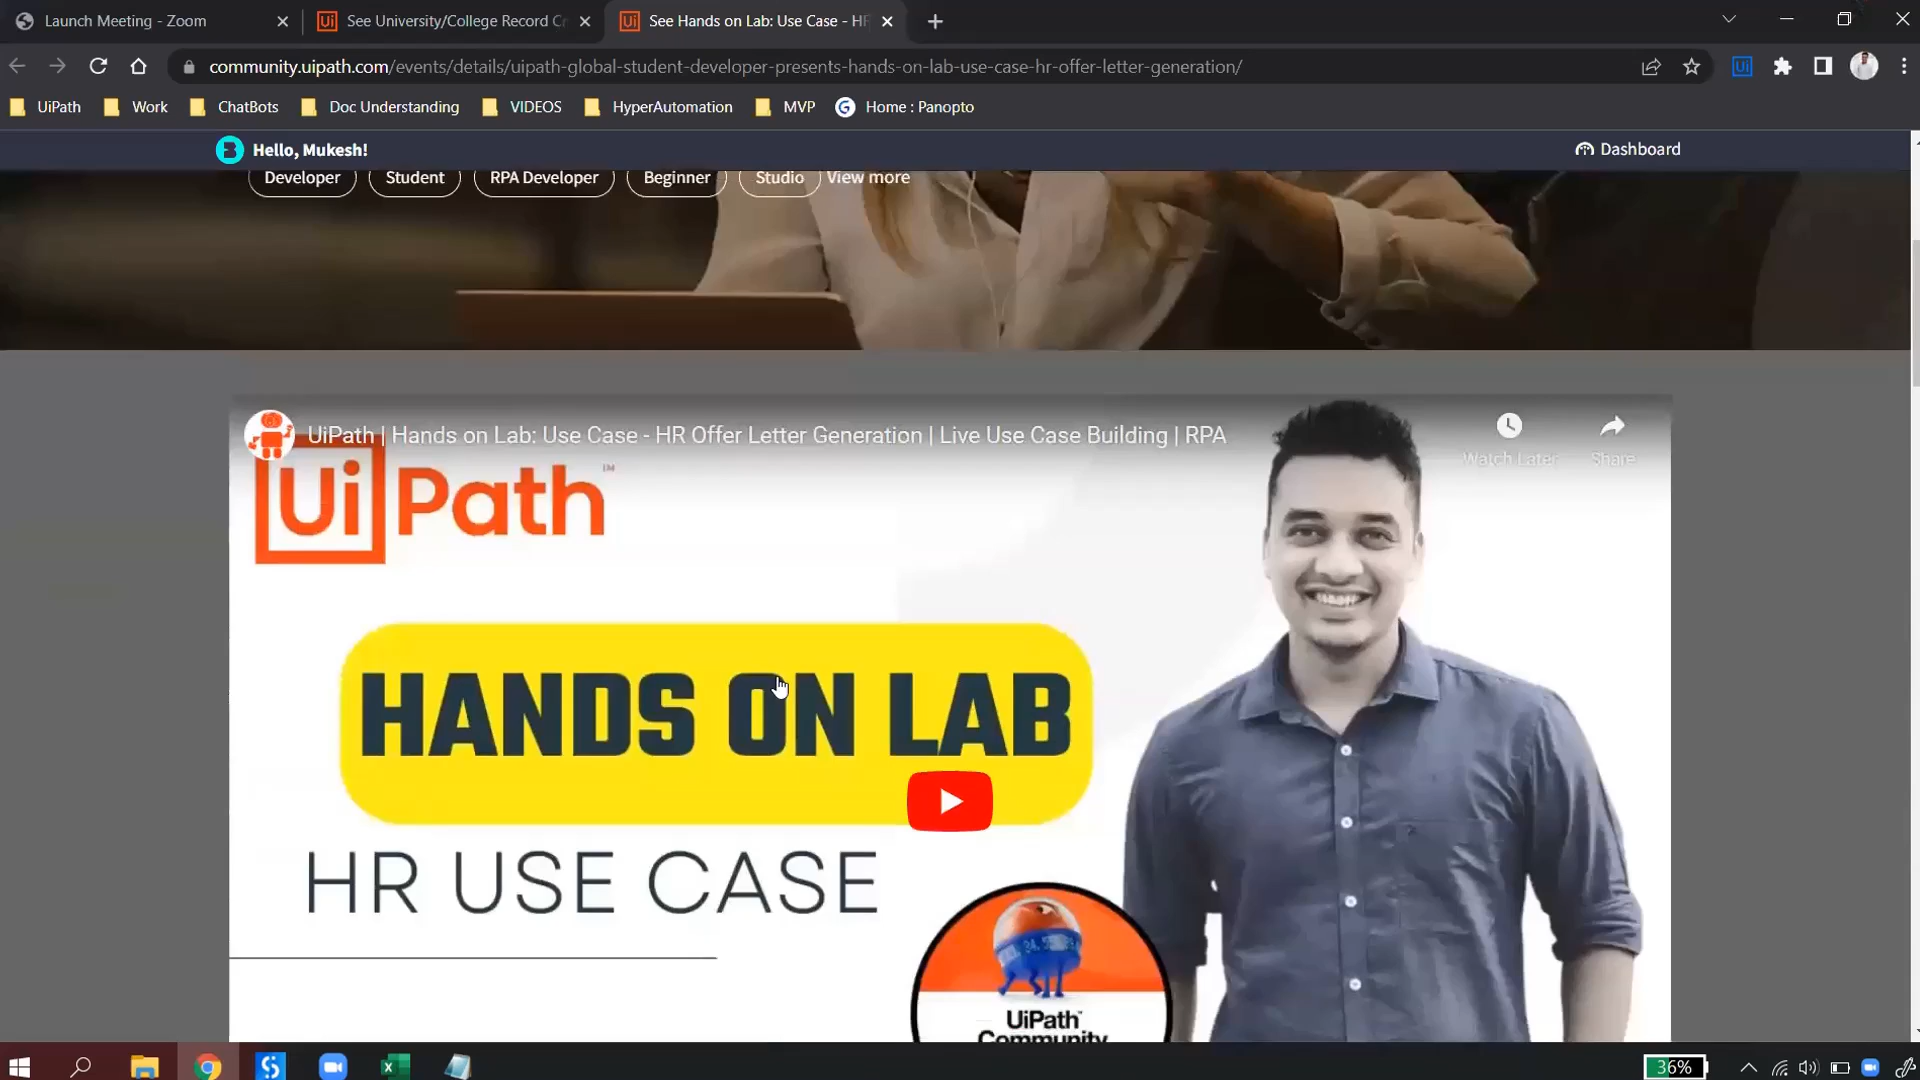 Launch Meeting - Zoom
See University/College Record Cr
See Hands on Lab: Use Case - HR
community.uipath.com/events/details/uipath-global-student-developer-presents-hands-on-lab-use-case-hr-offer-letter-generation/
UiPath
Work
ChatBots
Doc Understanding
VIDEOS
HyperAutomation
MVP
Home : Panopto
Hello, Mukesh!
Dashboard
Developer
Student
RPA Developer
Beginner
Studio
View more
UiPath | Hands on Lab: Use Case - HR Offer Letter Generation | Live Use Case Building | RPA
Watch Later
Share
UiPath™
HANDS ON LAB
HR USE CASE
UiPath™
Community
36%